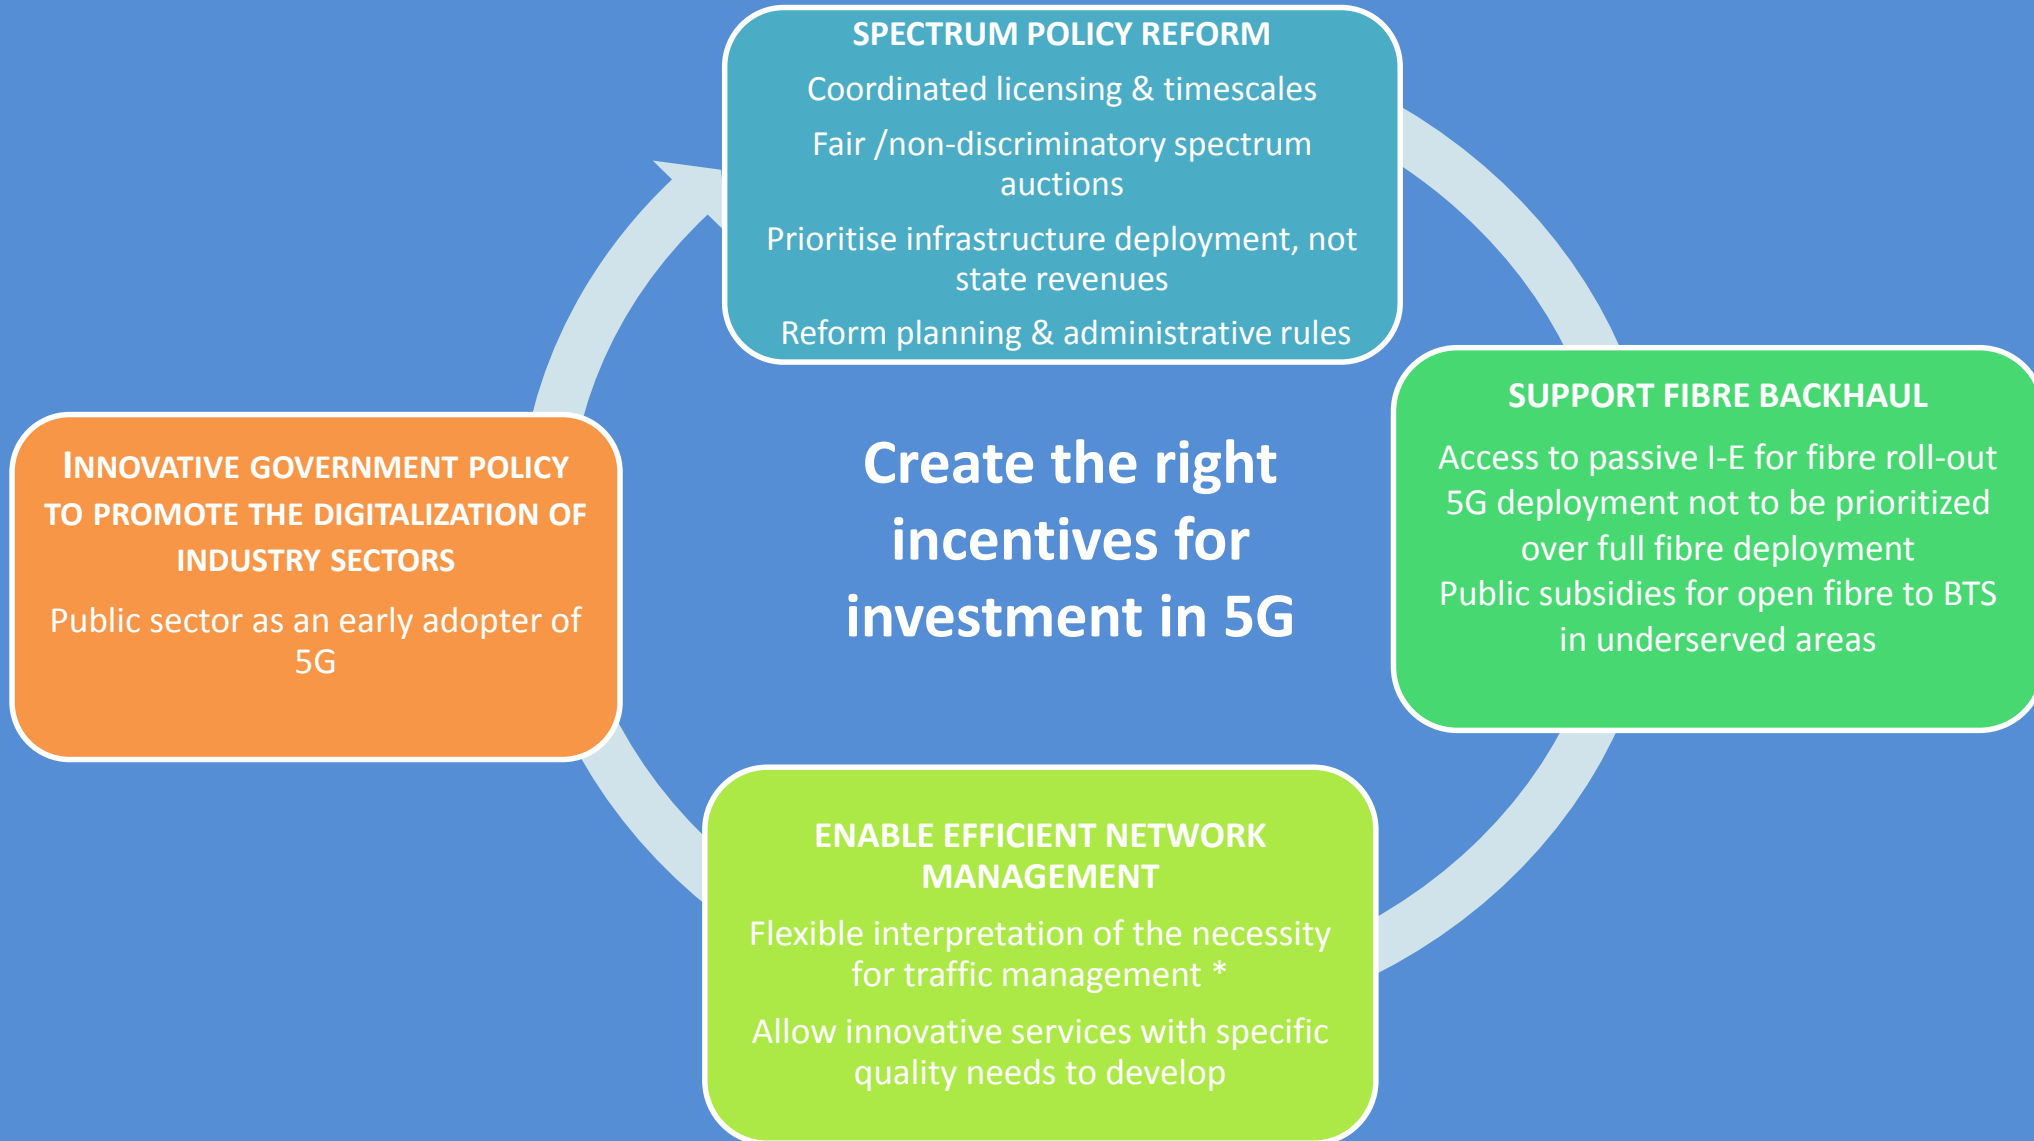 SPECTRUM POLICY REFORM
Coordinated licensing & timescales
Fair /non-discriminatory spectrum
auctions
Prioritise infrastructure deployment, not
state revenues
Reform planning & administrative rules
SUPPORT FIBRE BACKHAUL
Access to passive I-E for fibre roll-out
5G deployment not to be prioritized
over full fibre deployment
Public subsidies for open fibre to BTS
in underserved areas
Create the right
incentives for
investment in 5G
INNOVATIVE GOVERNMENT POLICY
TO PROMOTE THE DIGITALIZATION OF
INDUSTRY SECTORS
Public sector as an early adopter of
5G
ENABLE EFFICIENT NETWORK
MANAGEMENT
Flexible interpretation of the necessity
for traffic management *
Allow innovative services with specific
quality needs to develop